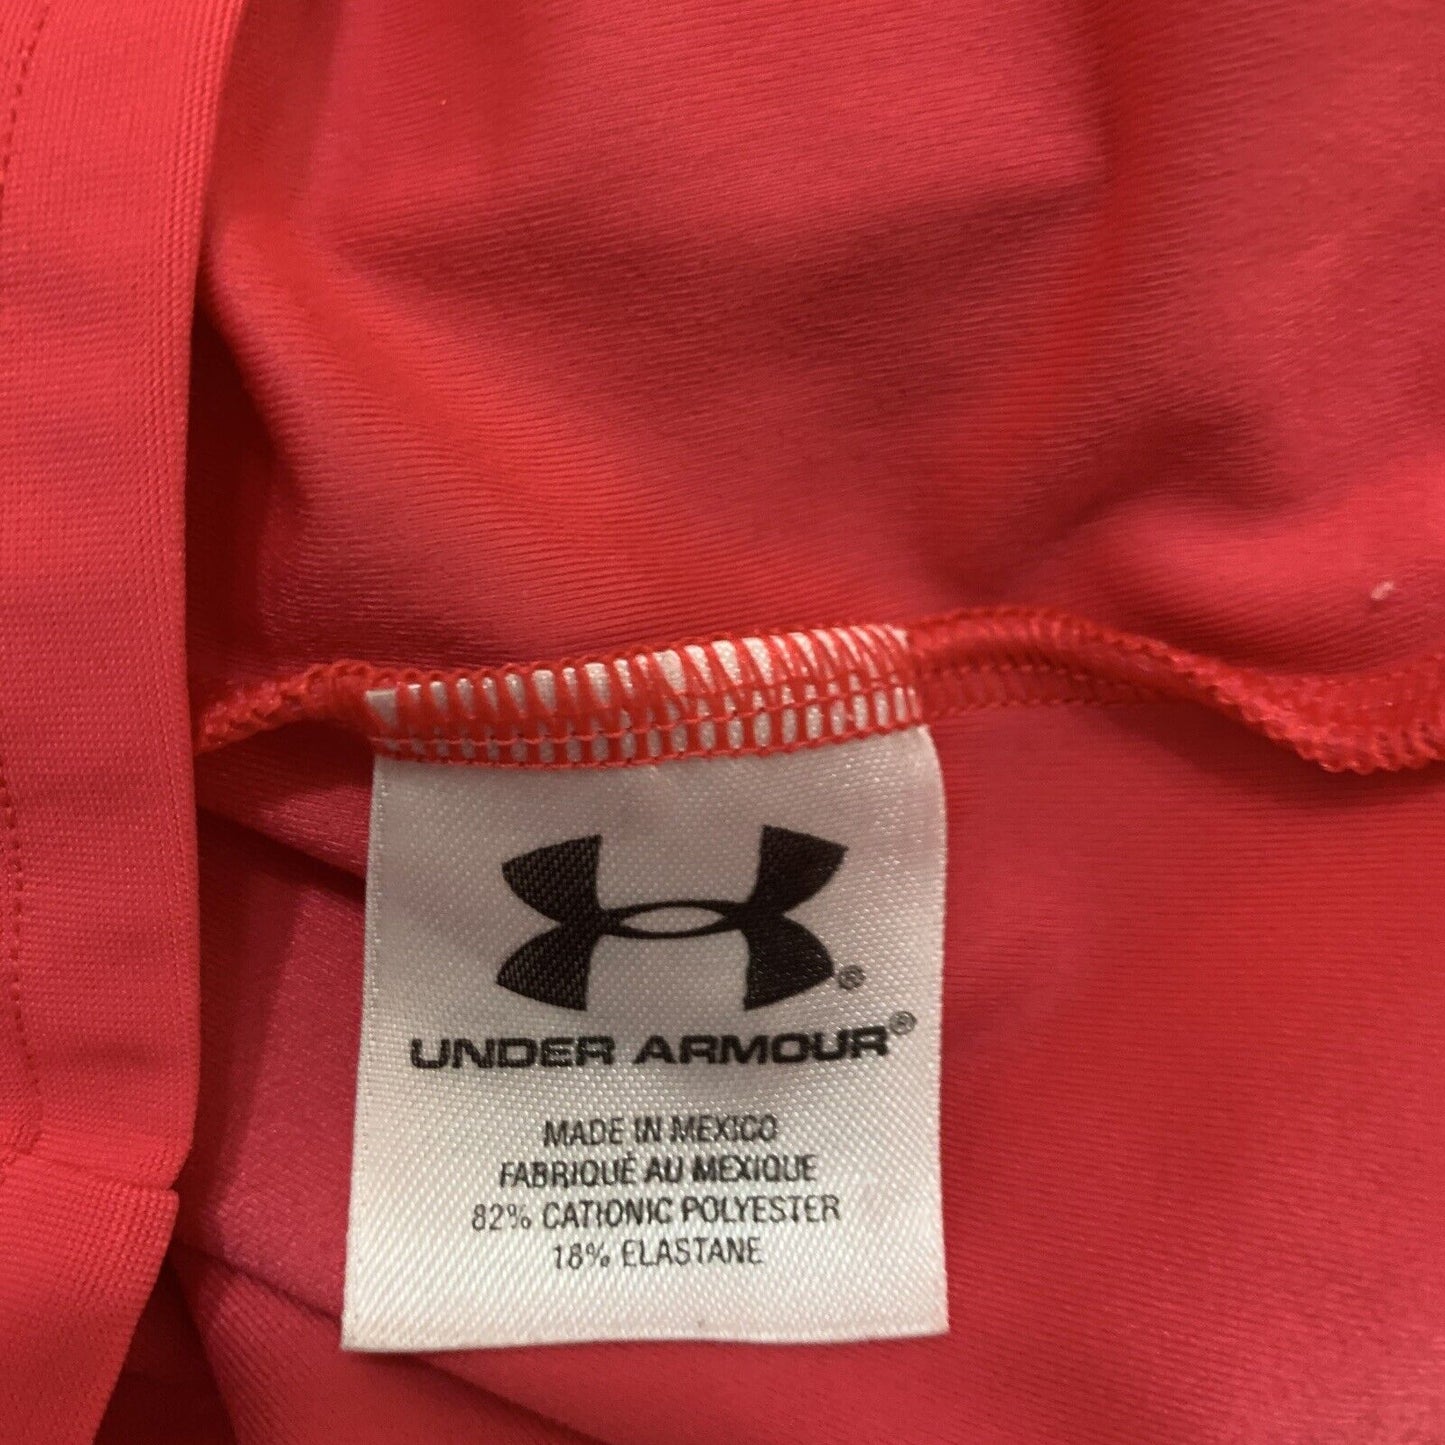 ®
UNDER ARMOUR®
MADE IN MEXICO
FABRIQUÉ AU MEXIQUE
82% CATIONIC POLYESTER
18% ELASTANE